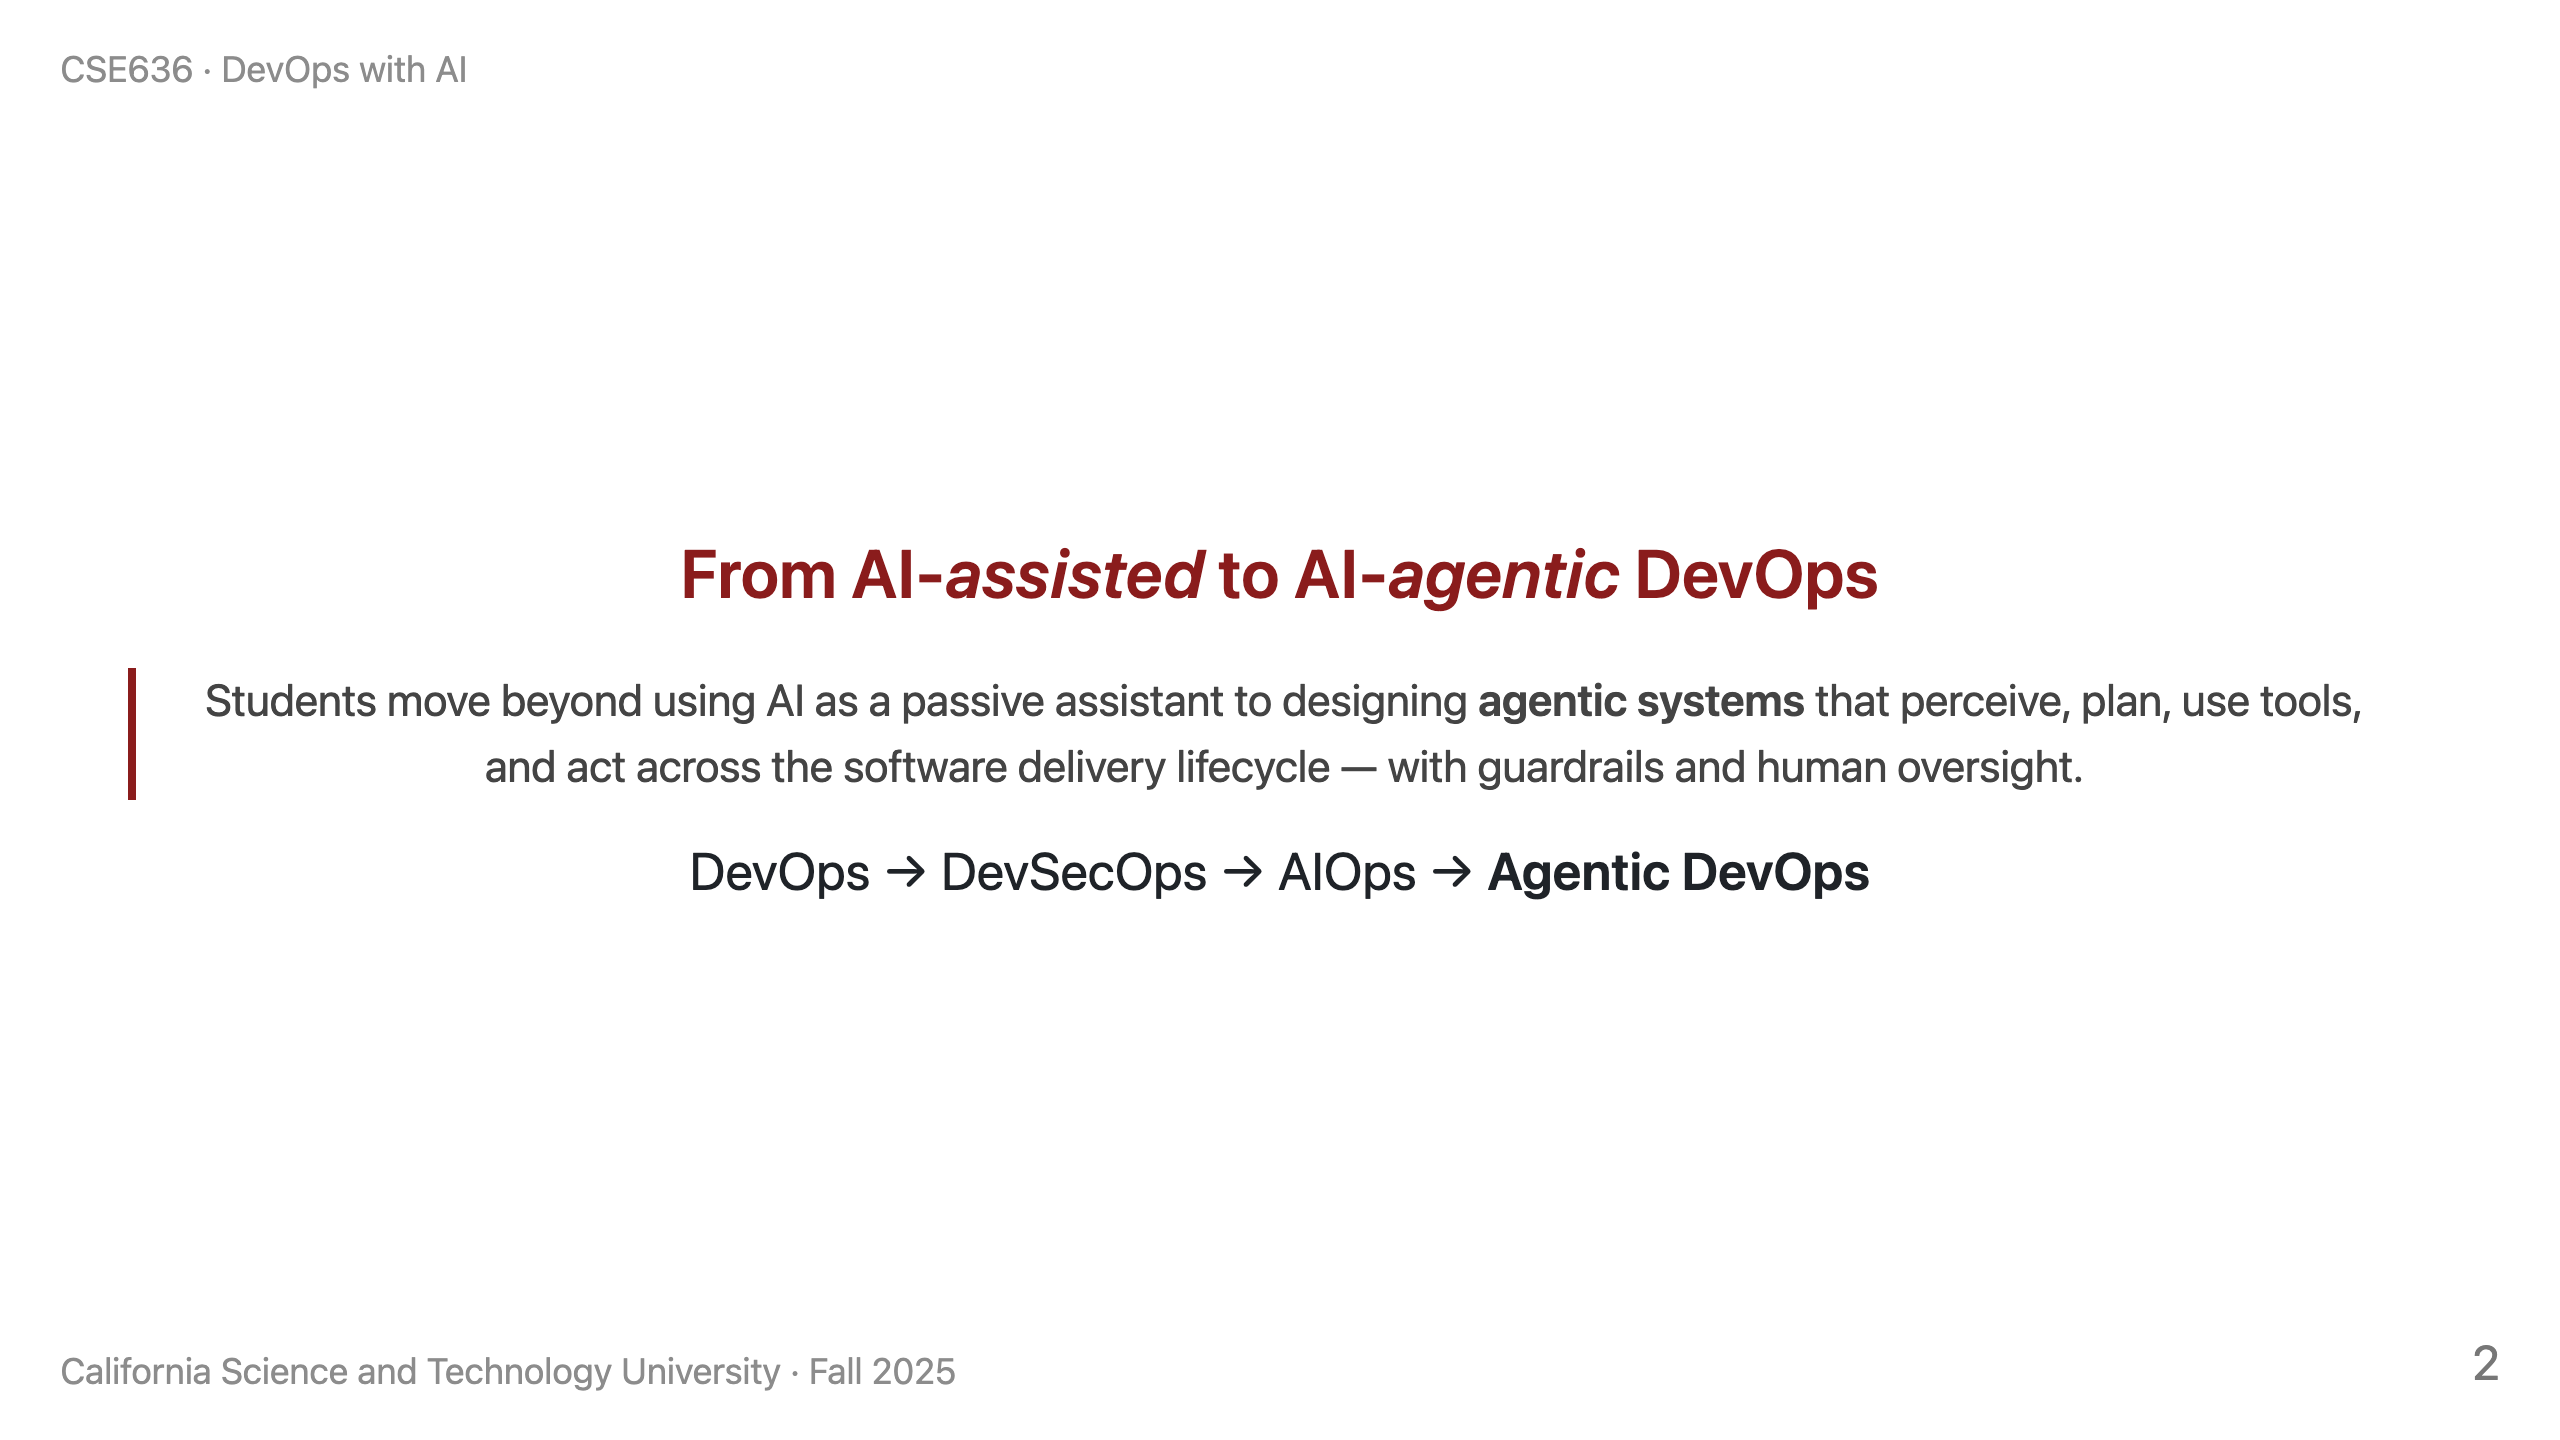 CSE636 · DevOps with AI
From AI-assisted to AI-agentic DevOps
Students move beyond using AI as a passive assistant to designing agentic systems that perceive, plan, use tools,
and act across the software delivery lifecycle — with guardrails and human oversight.
DevOps → DevSecOps → AIOps → Agentic DevOps
California Science and Technology University · Fall 2025
2